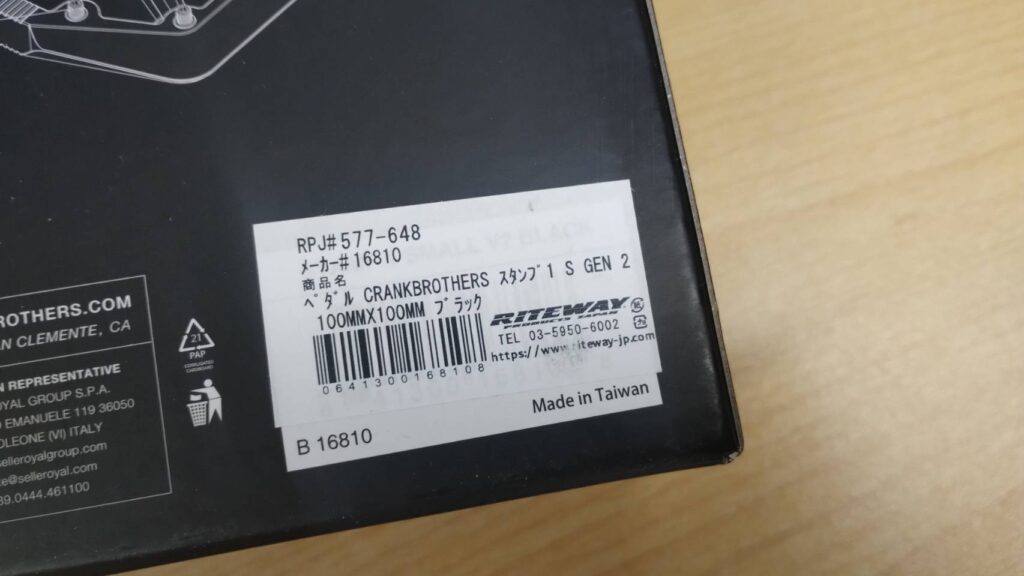 RPJ#577-648
ﾒｰｶｰ#16810
商品名
ﾍﾟﾀﾞﾙ CRANKBROTHERS ｽﾀﾝﾌﾟ1 S GEN 2
100MMX100MM ﾌﾞﾗｯｸ
RITEWAY
TEL 03-5950-6002
https://www.riteway-jp.com
0641300168108
Made in Taiwan
B 16810
ROTHERS.COM
AN CLEMENTE, CA
N REPRESENTATIVE
OYAL GROUP S.P.A.
O EMANUELE 119 36050
OLEONE (VI) ITALY
selleroyalgroup.com
te@selleroyal.com
39.0444.461100
21
PAP